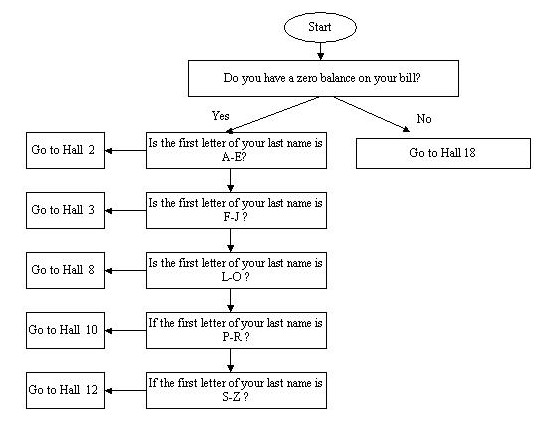 Start
Do you have a zero balance on your bill?
Yes
No
Go to Hall 2
Is the first letter of your last name is
A-E?
Go to Hall 18
Go to Hall 3
Is the first letter of your last name is
F-J ?
Go to Hall 8
Is the first letter of your last name is
L-O ?
Go to Hall 10
If the first letter of your last name is
P-R ?
Go to Hall 12
If the first letter of your last name is
S-Z ?